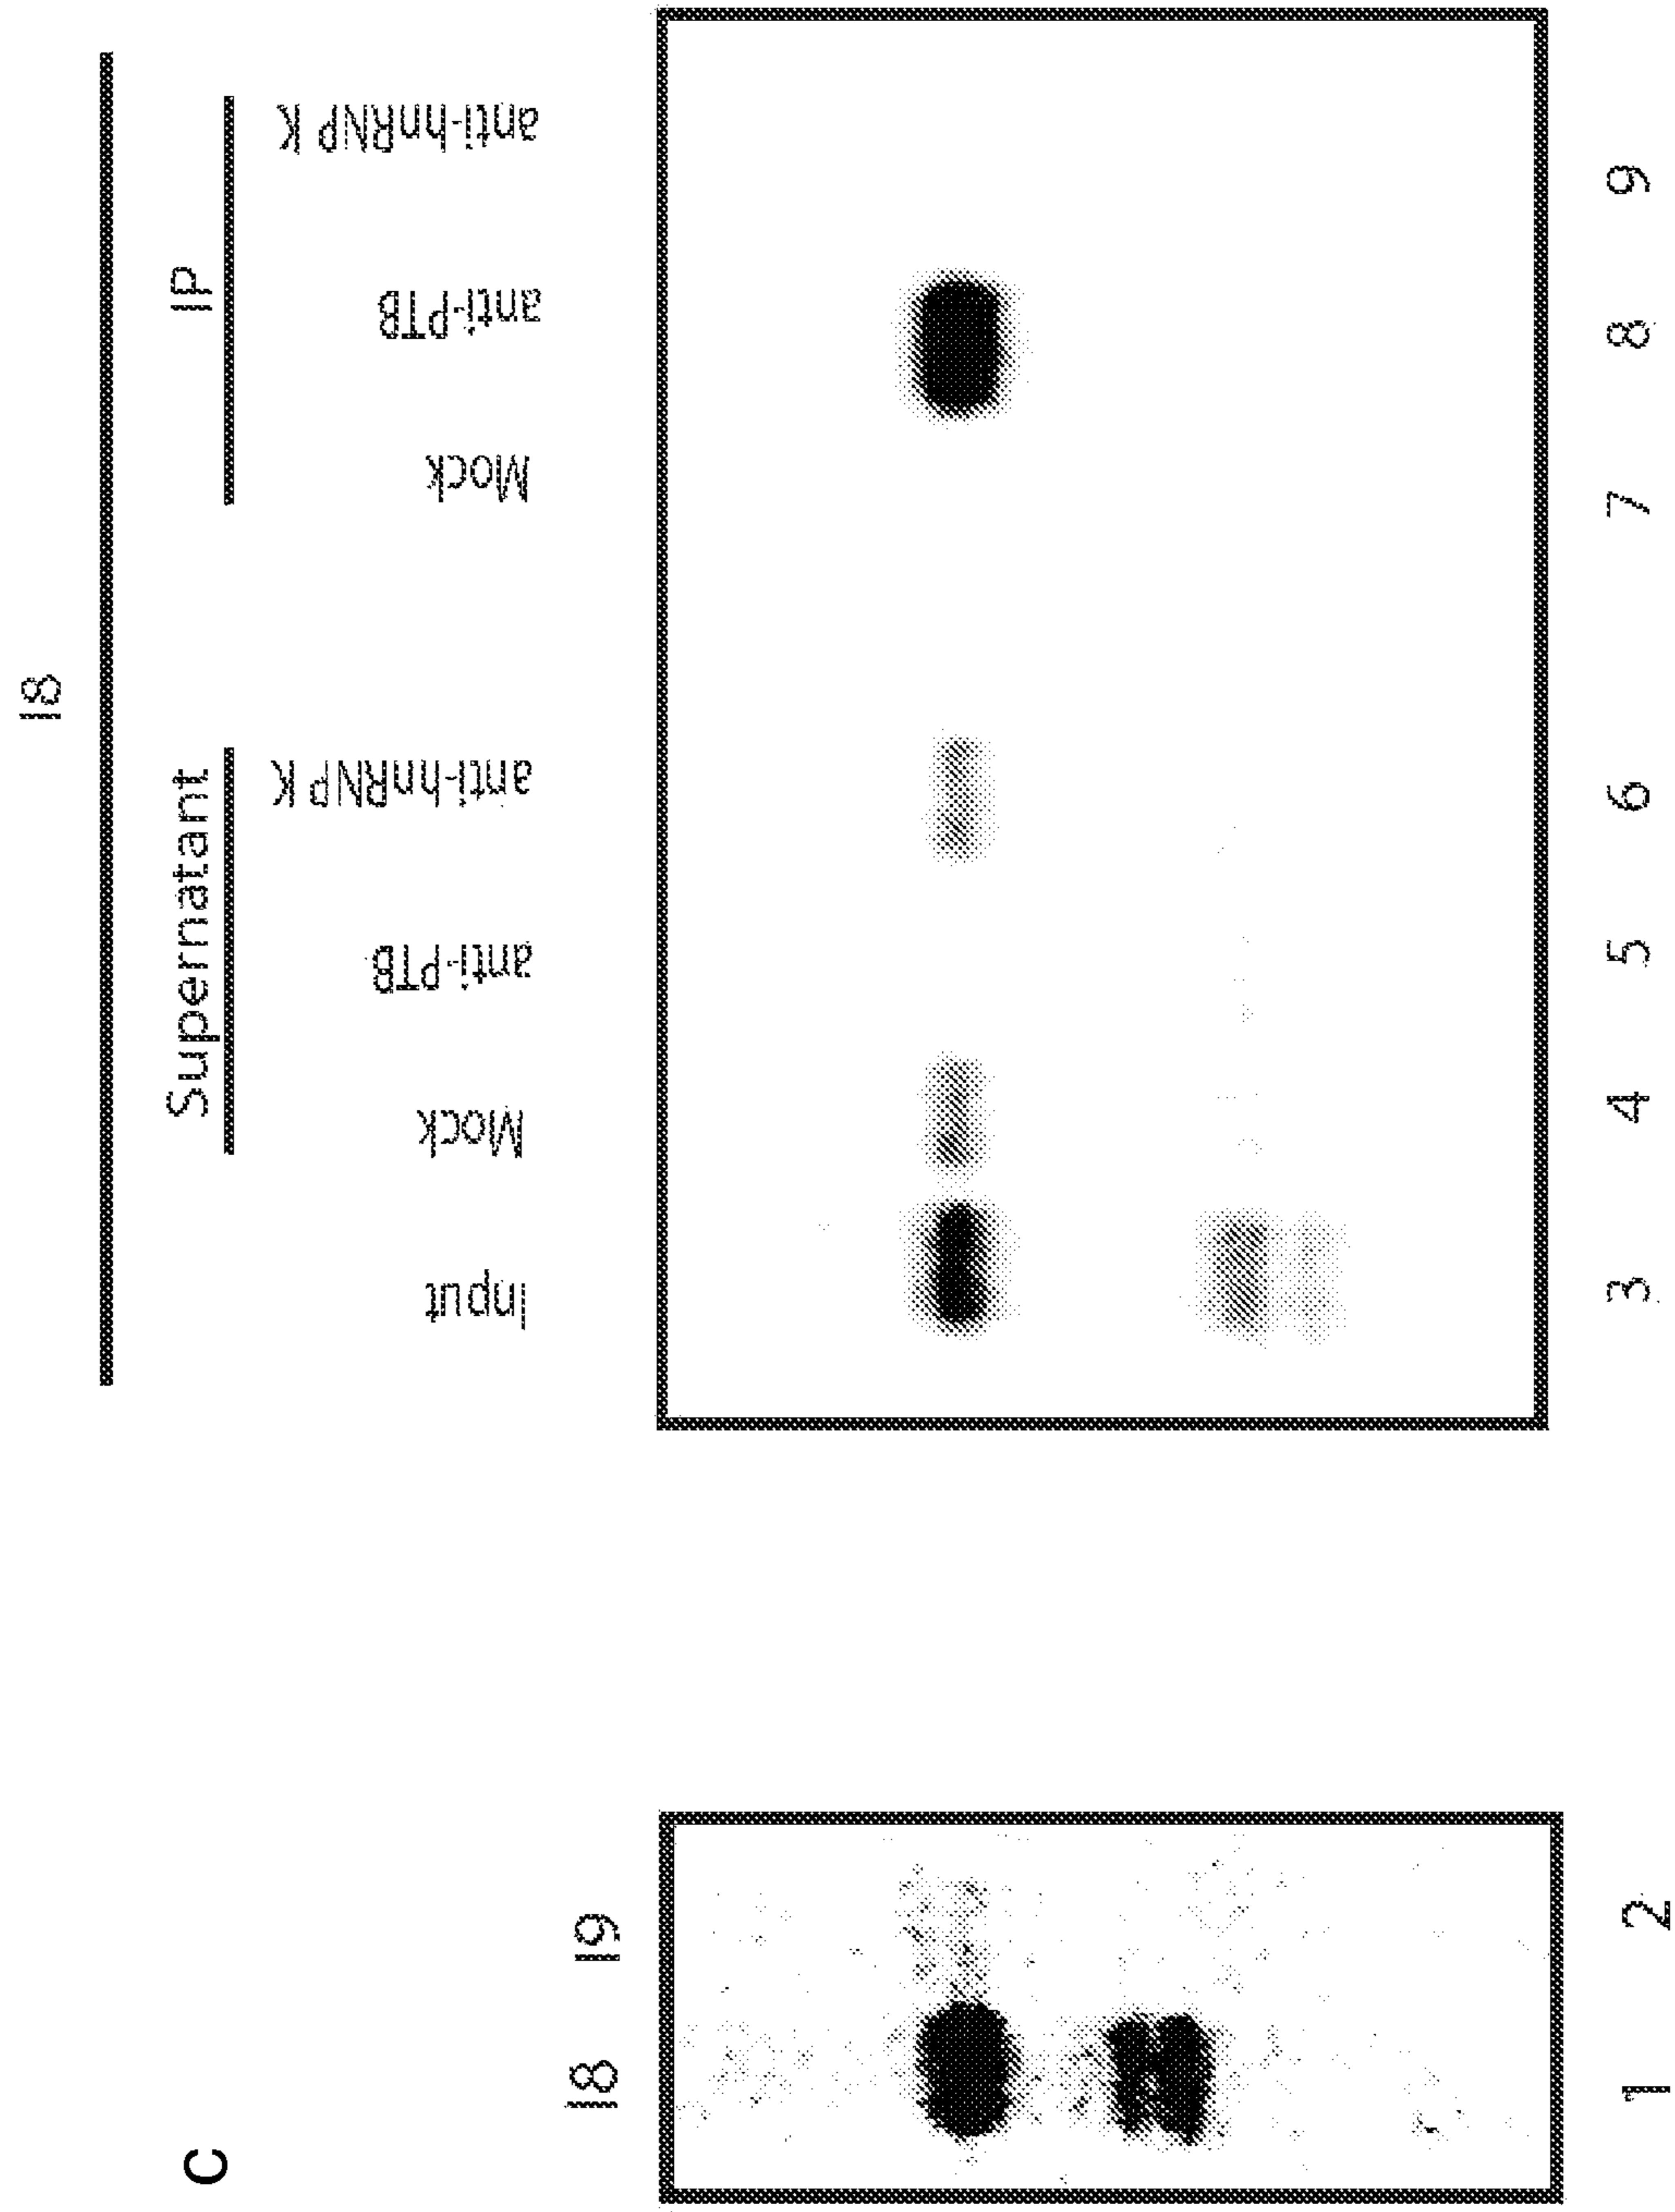 C
I8
I9
1
2
I8
Supernatant
IP
Input
Mock
anti-PTB
anti-hnRNP K
Mock
anti-PTB
anti-hnRNP K
3
4
5
6
7
8
9